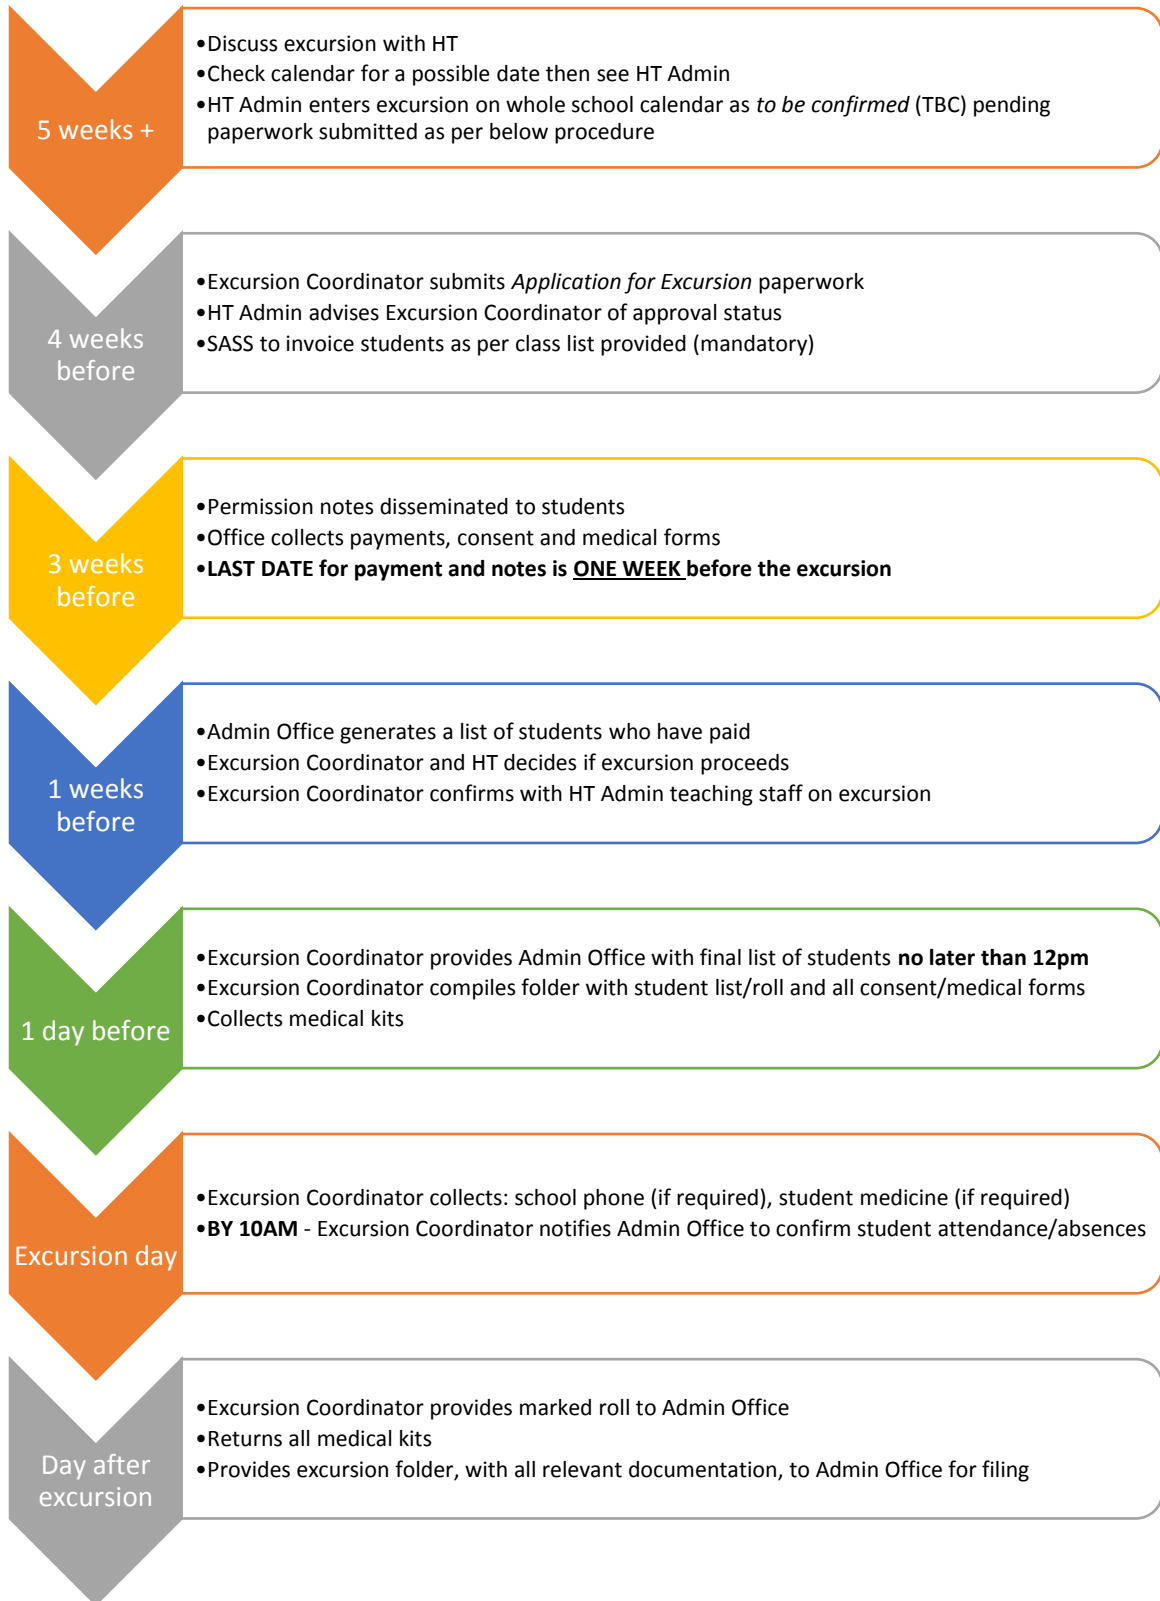 5 weeks +
•Discuss excursion with HT
•Check calendar for a possible date then see HT Admin
•HT Admin enters excursion on whole school calendar as to be confirmed (TBC) pending
paperwork submitted as per below procedure
4 weeks
before
•Excursion Coordinator submits Application for Excursion paperwork
•HT Admin advises Excursion Coordinator of approval status
•SASS to invoice students as per class list provided (mandatory)
3 weeks
before
•Permission notes disseminated to students
•Office collects payments, consent and medical forms
•LAST DATE for payment and notes is ONE WEEK before the excursion
1 weeks
before
•Admin Office generates a list of students who have paid
•Excursion Coordinator and HT decides if excursion proceeds
•Excursion Coordinator confirms with HT Admin teaching staff on excursion
1 day before
•Excursion Coordinator provides Admin Office with final list of students no later than 12pm
•Excursion Coordinator compiles folder with student list/roll and all consent/medical forms
•Collects medical kits
Excursion day
•Excursion Coordinator collects: school phone (if required), student medicine (if required)
•BY 10AM - Excursion Coordinator notifies Admin Office to confirm student attendance/absences
Day after
excursion
•Excursion Coordinator provides marked roll to Admin Office
•Returns all medical kits
•Provides excursion folder, with all relevant documentation, to Admin Office for filing